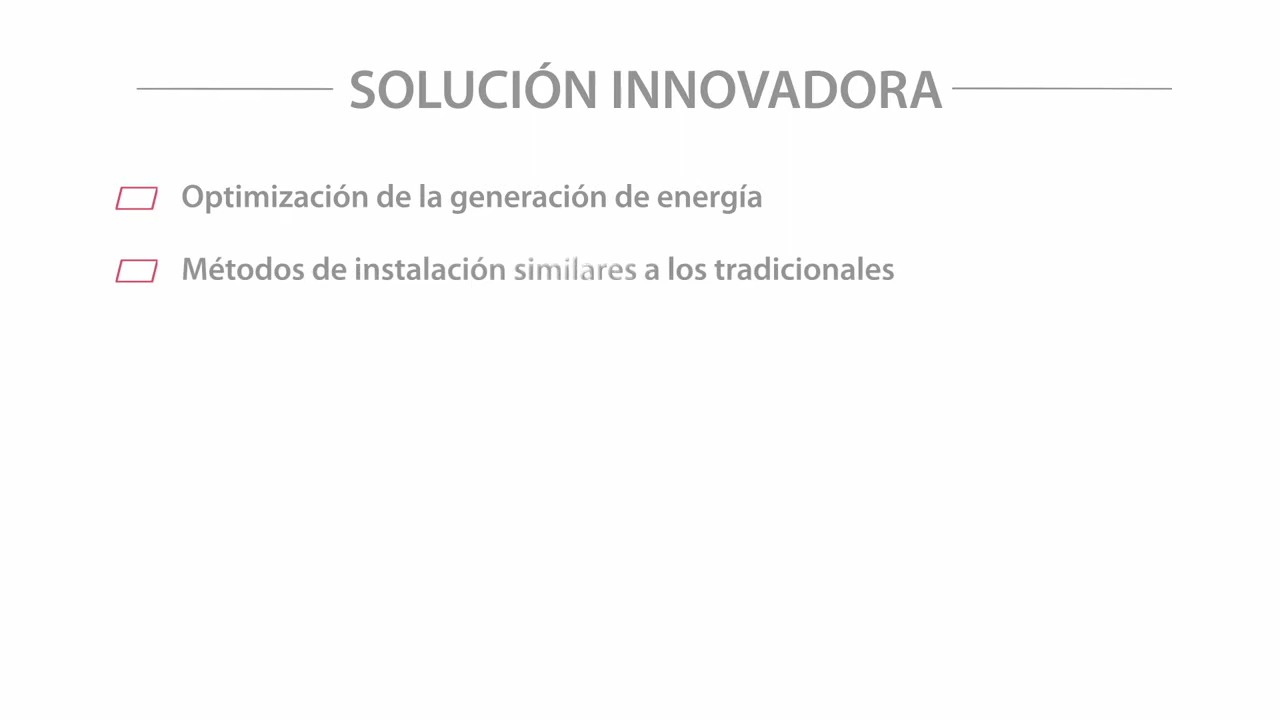 SOLUCIÓN INNOVADORA
Optimización de la generación de energía
Métodos de instalación similares a los tradicionales